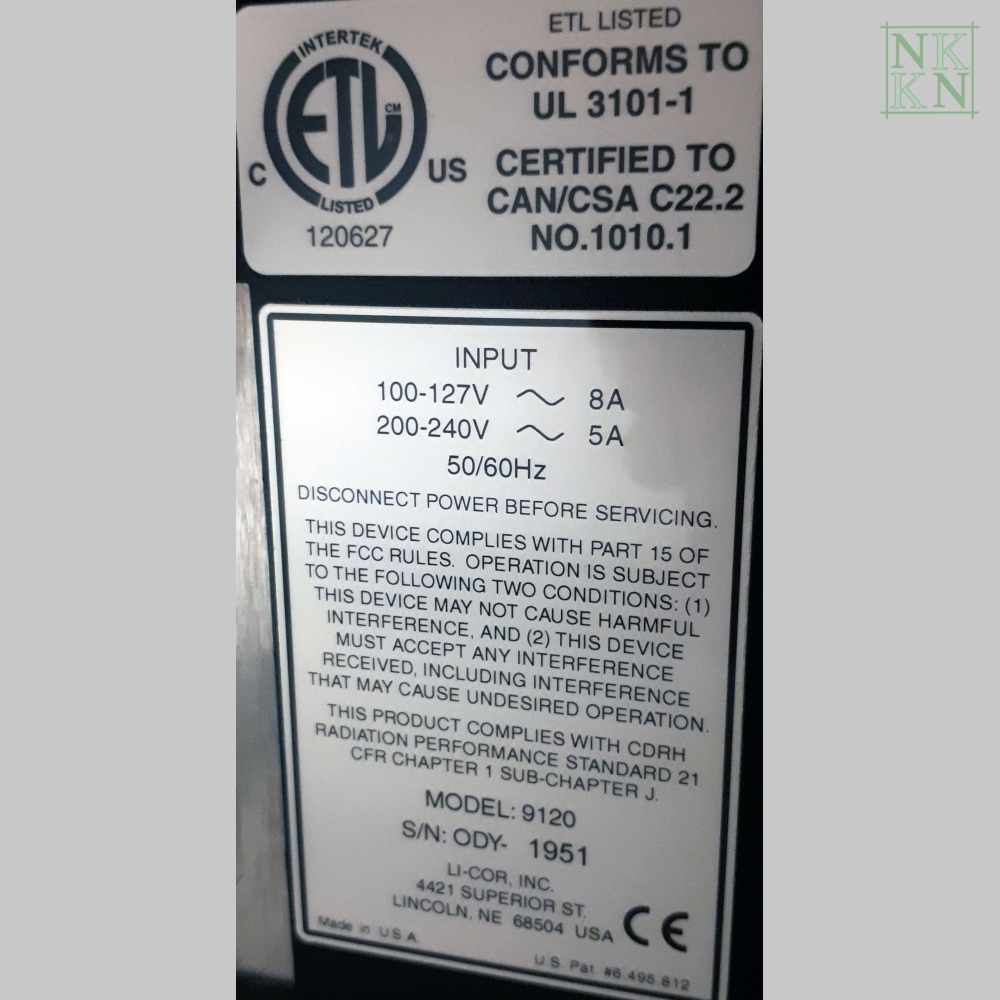 INTERTEK
ETL CM
C US
LISTED
120627
ETL LISTED
CONFORMS TO
UL 3101-1
CERTIFIED TO
CAN/CSA C22.2
NO.1010.1
NK
KN
INPUT
100-127V ~ 8A
200-240V ~ 5A
50/60Hz
DISCONNECT POWER BEFORE SERVICING.
THIS DEVICE COMPLIES WITH PART 15 OF
THE FCC RULES. OPERATION IS SUBJECT
TO THE FOLLOWING TWO CONDITIONS: (1)
THIS DEVICE MAY NOT CAUSE HARMFUL
INTERFERENCE, AND (2) THIS DEVICE
MUST ACCEPT ANY INTERFERENCE
RECEIVED, INCLUDING INTERFERENCE
THAT MAY CAUSE UNDESIRED OPERATION.
THIS PRODUCT COMPLIES WITH CDRH
RADIATION PERFORMANCE STANDARD 21
CFR CHAPTER 1 SUB-CHAPTER J.
MODEL: 9120
S/N: ODY- 1951
LI-COR, INC.
4421 SUPERIOR ST.
LINCOLN, NE 68504 USA
CE
Made in U.S.A.
U.S. Pat. #6,495,812